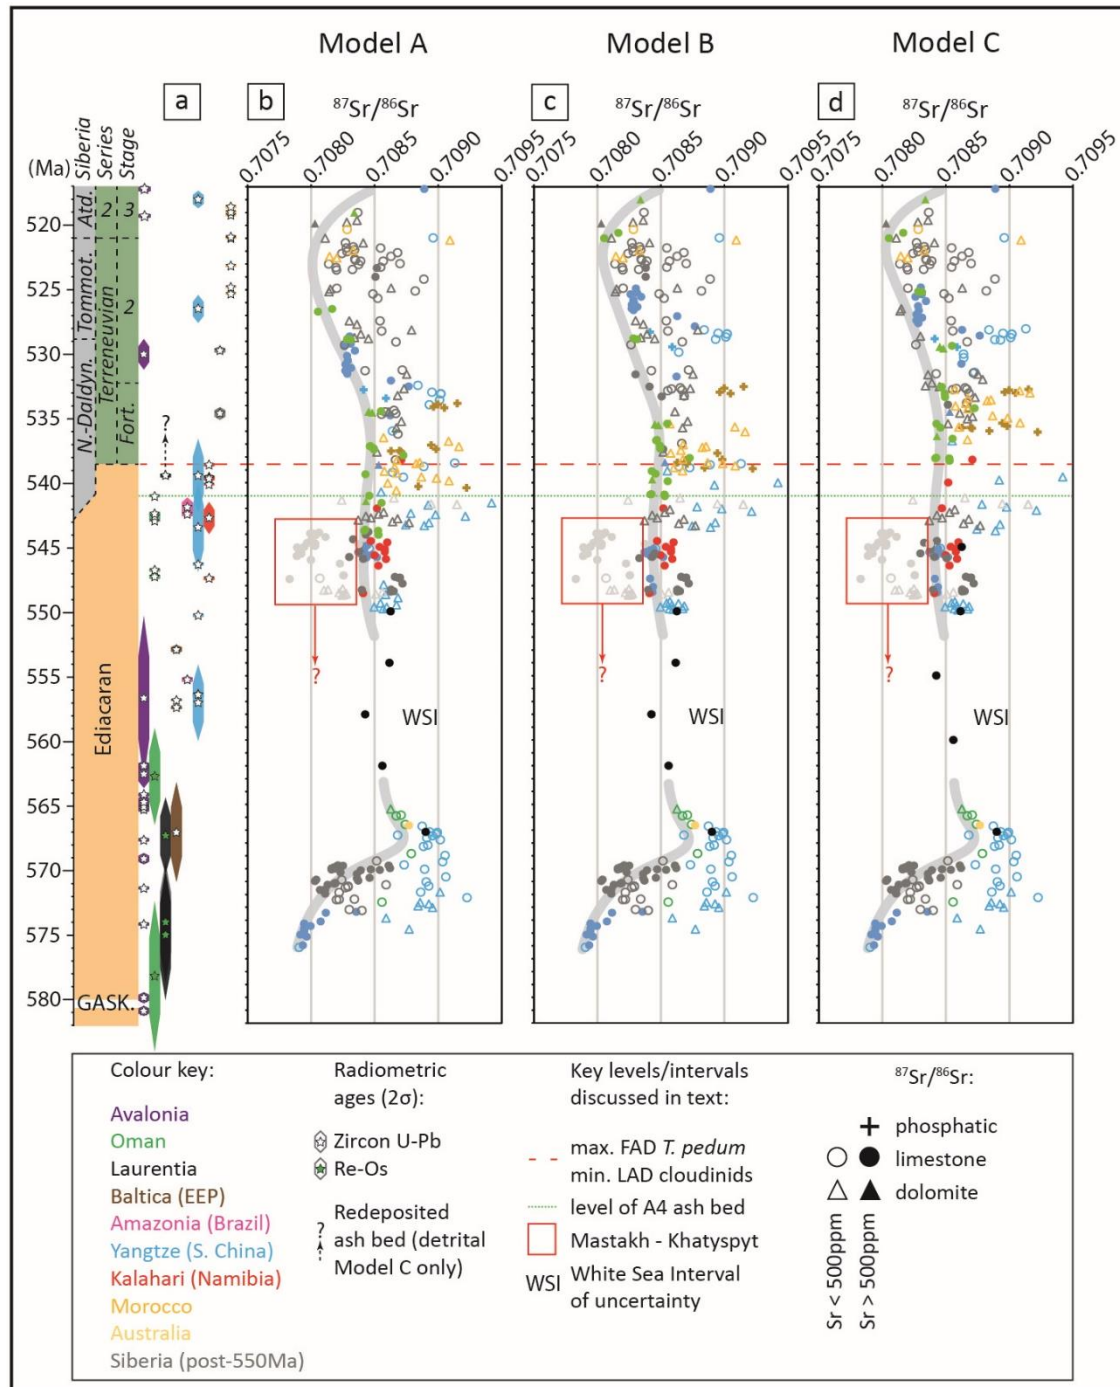 Model A
Model B
Model C
a
b
c
d
⁸⁷Sr/⁸⁶Sr
⁸⁷Sr/⁸⁶Sr
⁸⁷Sr/⁸⁶Sr
(Ma)
Siberia
Series
Stage
0.7075
0.7080
0.7085
0.7090
0.7095
0.7075
0.7080
0.7085
0.7090
0.7095
0.7075
0.7080
0.7085
0.7090
0.7095
520
525
530
535
540
545
550
555
560
565
570
575
580
Atd.
Tommot.
N.-Daldyn.
2
3
Terreneuvian
2
Fort.
Ediacaran
GASK.
?
?
?
?
WSI
WSI
WSI
Colour key:
Avalonia
Oman
Laurentia
Baltica (EEP)
Amazonia (Brazil)
Yangtze (S. China)
Kalahari (Namibia)
Morocco
Australia
Siberia (post-550Ma)
Radiometric
ages (2σ):
Zircon U-Pb
Re-Os
?
Redeposited
ash bed (detrital
Model C only)
Key levels/intervals
discussed in text:
max. FAD T. pedum
min. LAD cloudinids
level of A4 ash bed
Mastakh - Khatyspyt
WSI
White Sea Interval
of uncertainty
⁸⁷Sr/⁸⁶Sr:
phosphatic
limestone
dolomite
Sr < 500ppm
Sr > 500ppm